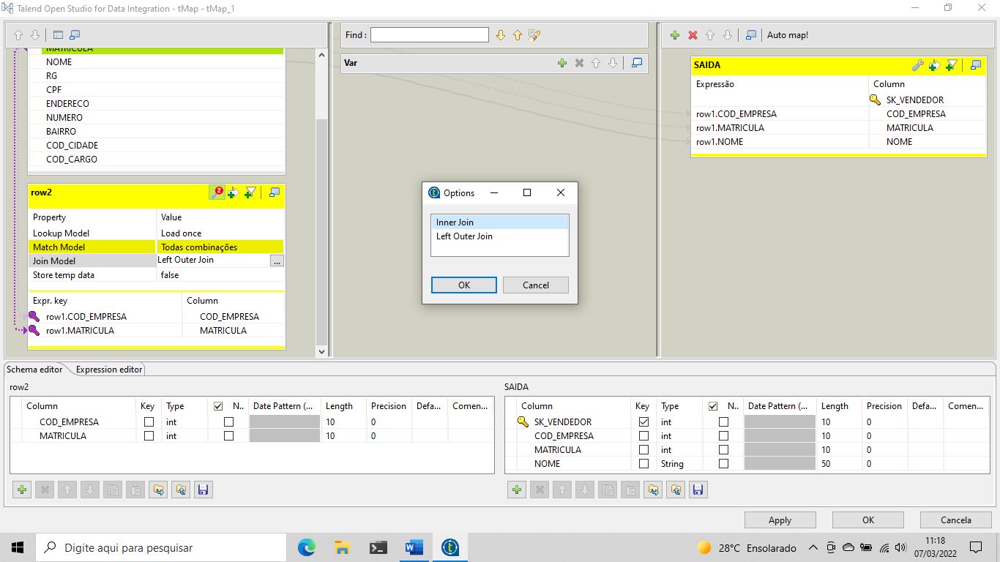 Talend Open Studio for Data Integration - tMap - tMap_1
Find :
Auto map!
MATRICULA
NOME
RG
CPF
ENDERECO
NUMERO
BAIRRO
COD_CIDADE
COD_CARGO
row2
Property Value
Lookup Model Load once
Match Model Todas combinações
Join Model Left Outer Join ...
Store temp data false
Expr. key Column
row1.COD_EMPRESA COD_EMPRESA
row1.MATRICULA MATRICULA
Var
SAIDA
Expressão Column
SK_VENDEDOR
row1.COD_EMPRESA COD_EMPRESA
row1.MATRICULA MATRICULA
row1.NOME NOME
Options
Inner Join
Left Outer Join
OK Cancel
Schema editor Expression editor
row2
Column Key Type N.. Date Pattern (... Length Precision Defa... Comen...
COD_EMPRESA int 10 0
MATRICULA int 10 0
SAIDA
Column Key Type N.. Date Pattern (... Length Precision Defa... Comen...
SK_VENDEDOR int 10 0
COD_EMPRESA int 10 0
MATRICULA int 10 0
NOME String 50 0
Apply OK Cancela
Digite aqui para pesquisar
28°C Ensolarado
11:18
07/03/2022